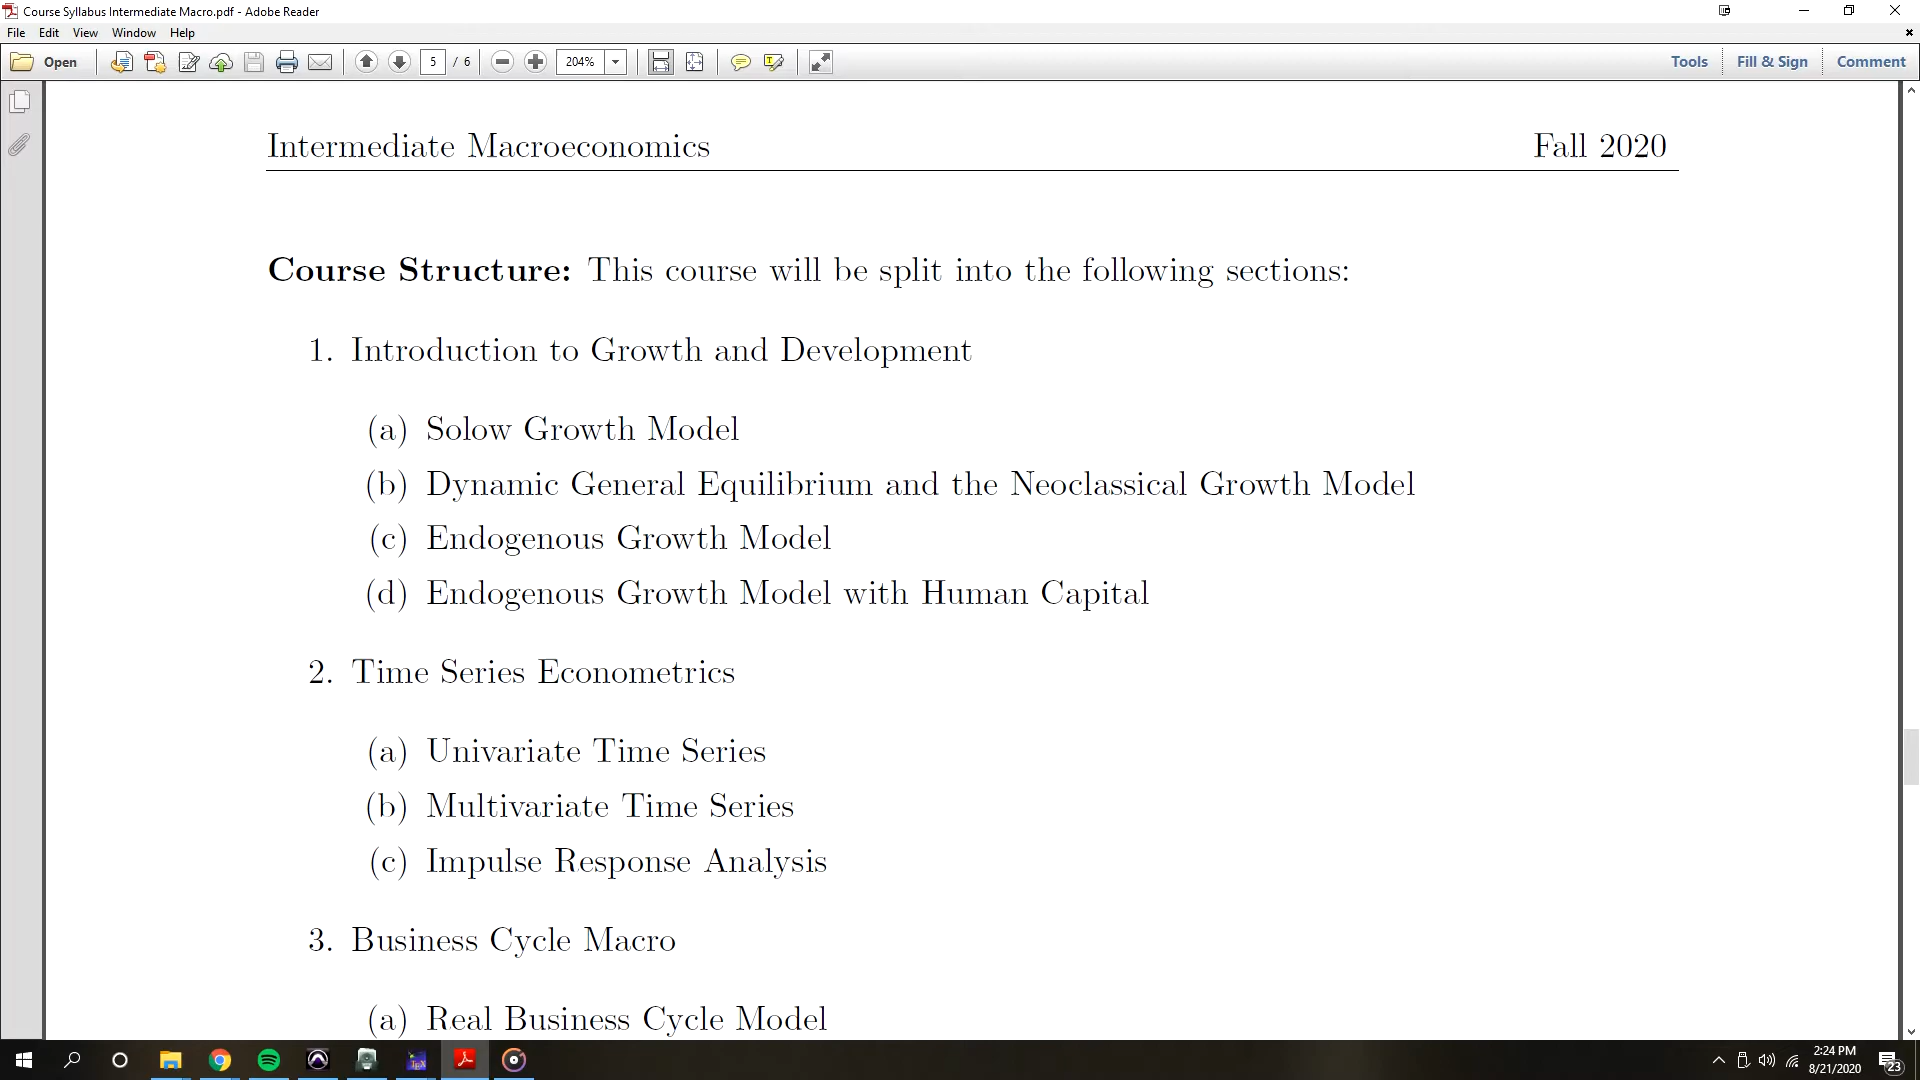 Course Syllabus Intermediate Macro.pdf - Adobe Reader
File Edit View Window Help
Open 5 / 6 204% Tools Fill & Sign Comment
Intermediate Macroeconomics Fall 2020
Course Structure: This course will be split into the following sections:
1. Introduction to Growth and Development
(a) Solow Growth Model
(b) Dynamic General Equilibrium and the Neoclassical Growth Model
(c) Endogenous Growth Model
(d) Endogenous Growth Model with Human Capital
2. Time Series Econometrics
(a) Univariate Time Series
(b) Multivariate Time Series
(c) Impulse Response Analysis
3. Business Cycle Macro
(a) Real Business Cycle Model
2:24 PM
8/21/2020
23